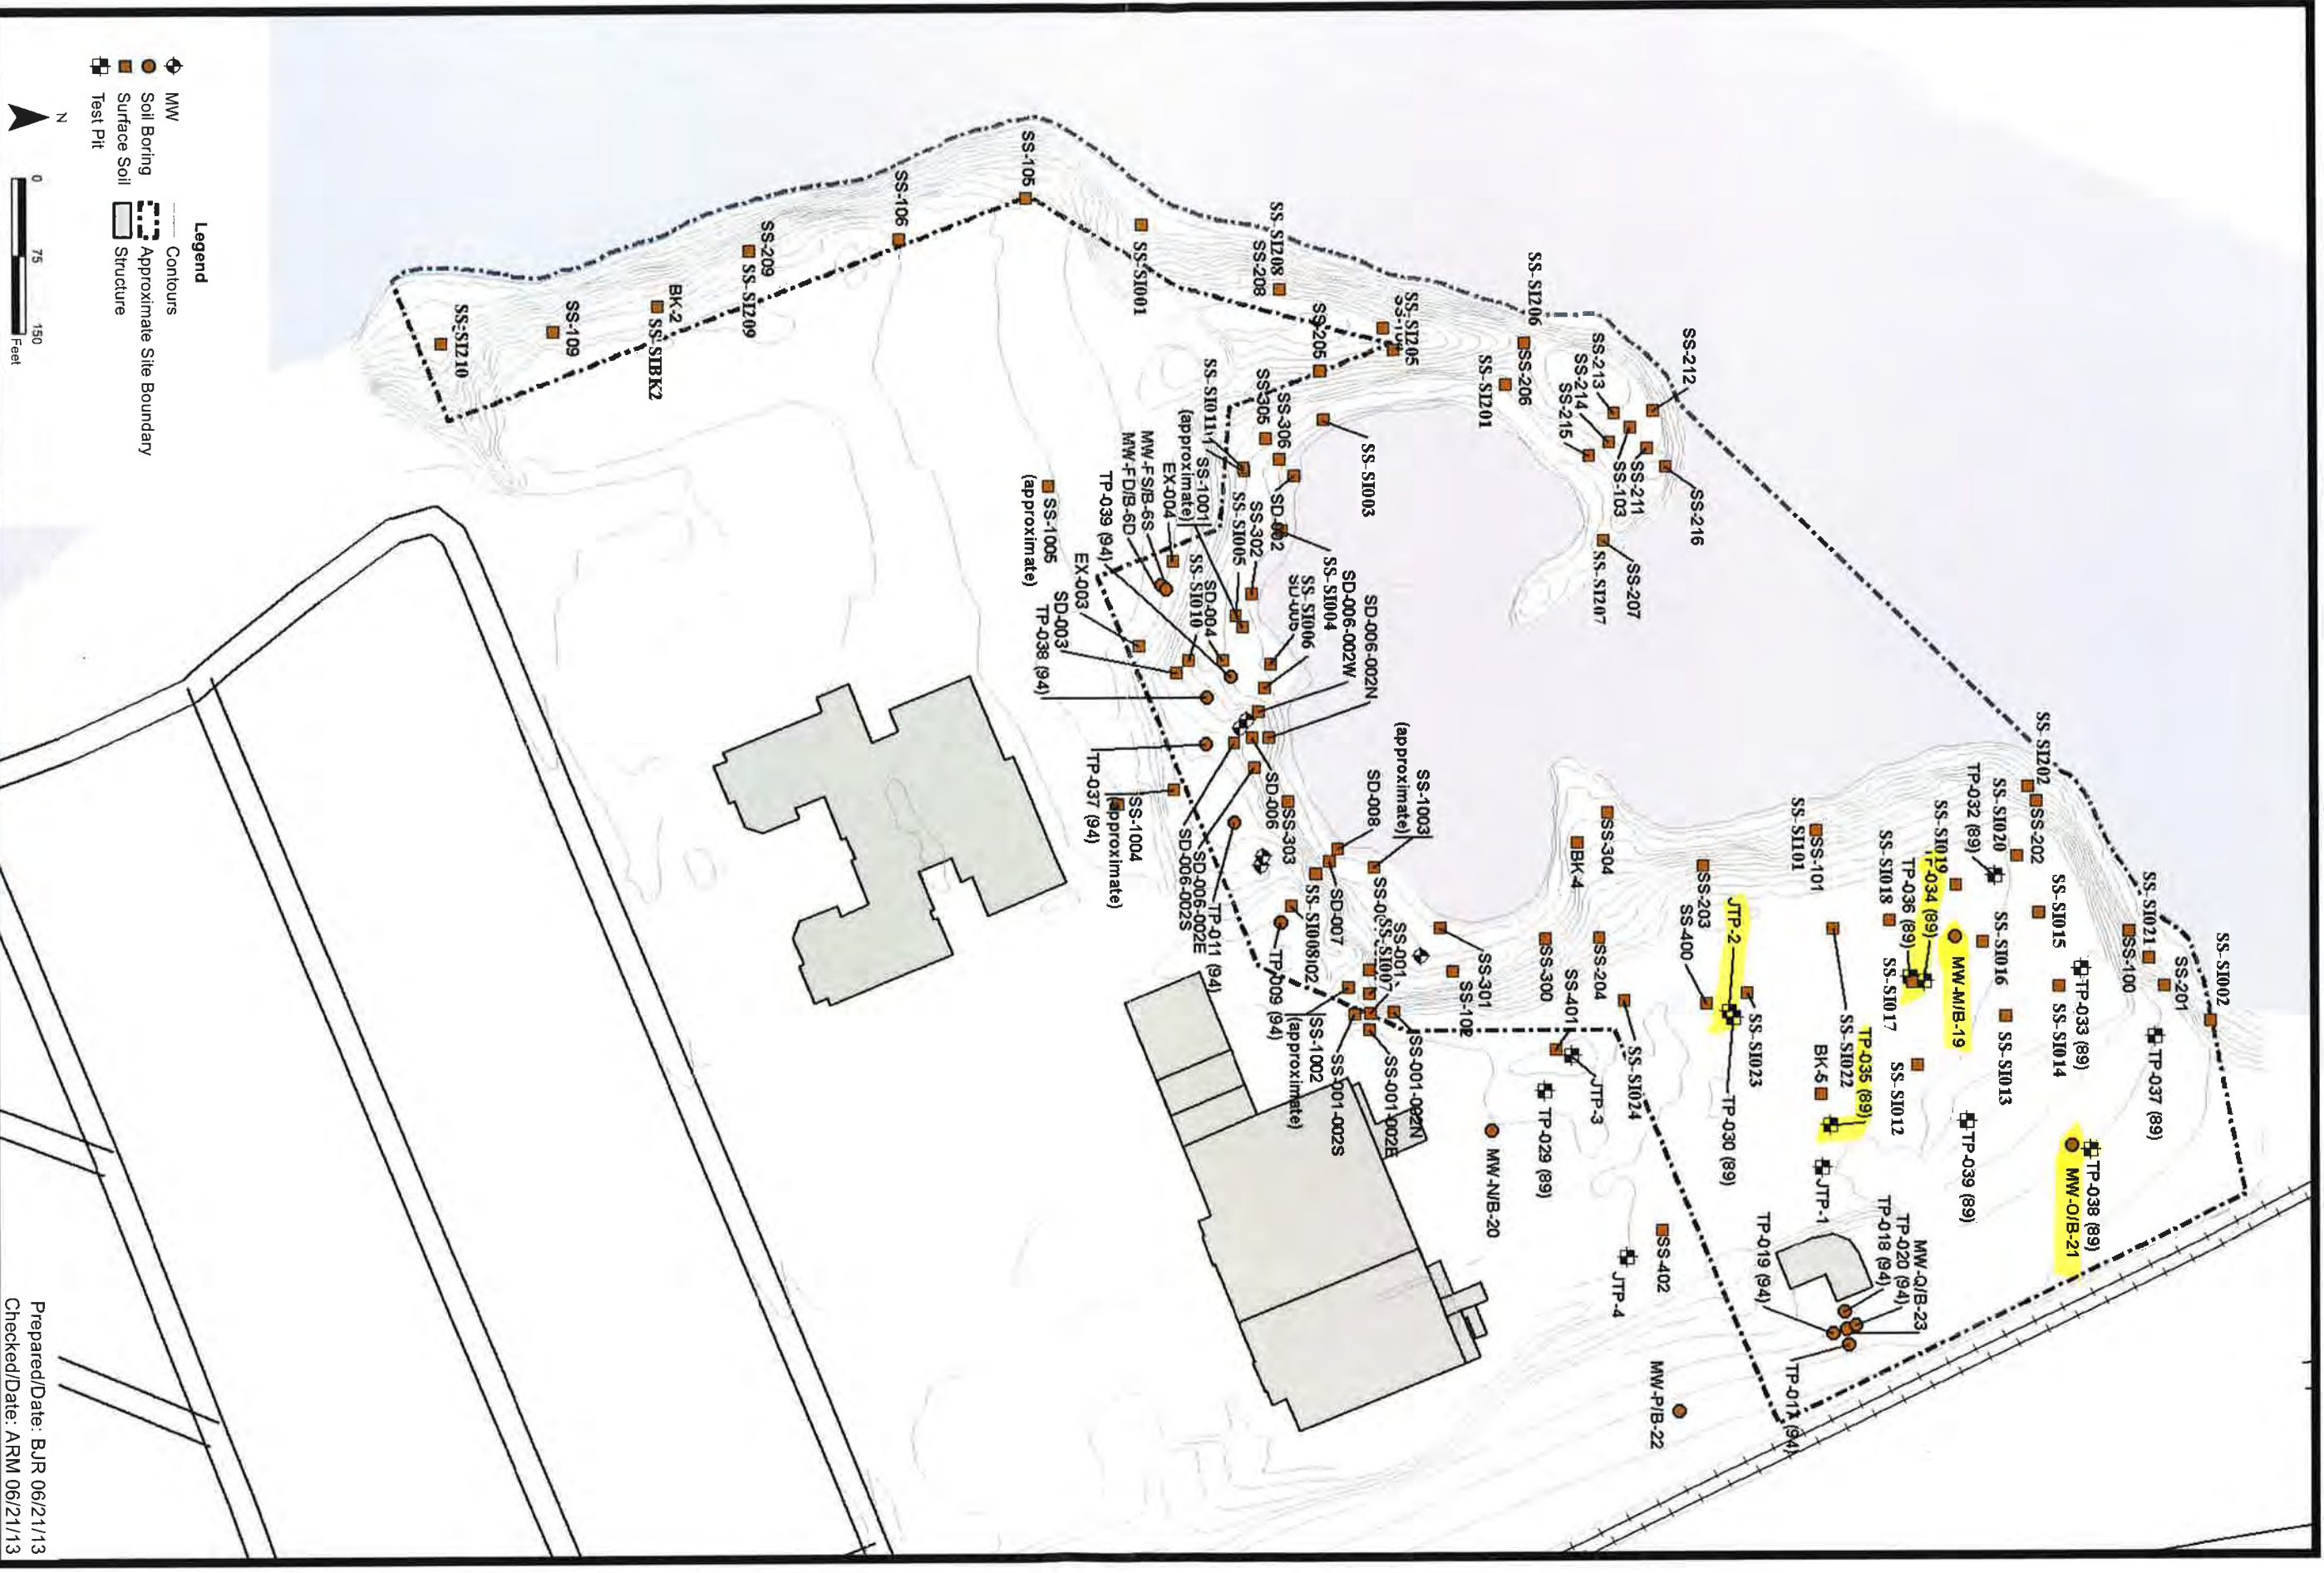 Legend
MW
Soil Boring
Surface Soil
Test Pit
Contours
Approximate Site Boundary
Structure
N
0
75
150
Feet
SS-SI002
SS-201
SS-SI021
SS-100
TP-037 (89)
TP-033 (89)
SS-SI014
SS-SI015
TP-038 (89)
MW-O/B-21
SS-SI202
SS-202
SS-SI020
TP-032 (89)
SS-SI016
SS-SI013
TP-039 (89)
SS-SI019
MW-M/B-19
TP-034 (89)
TP-036 (89)
SS-SI018
SS-SI017
SS-SI012
MW-Q/B-23
TP-020 (94)
TP-018 (94)
TP-035 (89)
SS-SI022
BK-5
JTP-1
SS-101
SS-SI101
TP-019 (94)
SS-SI023
TP-030 (89)
JTP-2
SS-203
SS-400
MW-P/B-22
SS-402
SS-SI024
JTP-4
SS-304
SS-204
JTP-3
SS-401
BK-4
SS-300
TP-029 (89)
MW-N/B-20
SS-212
SS-216
SS-211
SS-103
SS-213
SS-214
SS-215
SS-207
SS-SI207
SS-SI206
SS-206
SS-SI201
SS-301
SS-102
SS-1003
(approximate)
SS-001
SS-SI007
SS-001-002N
SS-001-002E
SS-001-002S
SS-1002
(approximate)
SD-008
SD-007
SS-SI008
TP-009 (94)
SS-303
SD-006
SD-006-002N
SD-006-002W
SD-006-002E
SD-006-002S
TP-011 (94)
SS-SI205
SS-SI003
SS-205
SS-SI208
SS-208
SS-306
SS-305
SD-002
SS-SI004
SS-SI006
SS-302
SS-SI005
SS-SI011
SS-1001
(approximate)
SD-004
SS-SI010
EX-004
MW-FS/B-6S
MW-FD/B-6D
TP-039 (94)
EX-003
SD-003
TP-038 (94)
TP-037 (94)
SS-1004
(approximate)
SS-1005
(approximate)
SS-SI001
SS-105
SS-106
SS-209
SS-SI209
BK-2
SS-SIBK2
SS-109
SS-SI210
Prepared/Date: BJR 06/21/13
Checked/Date: ARM 06/21/13